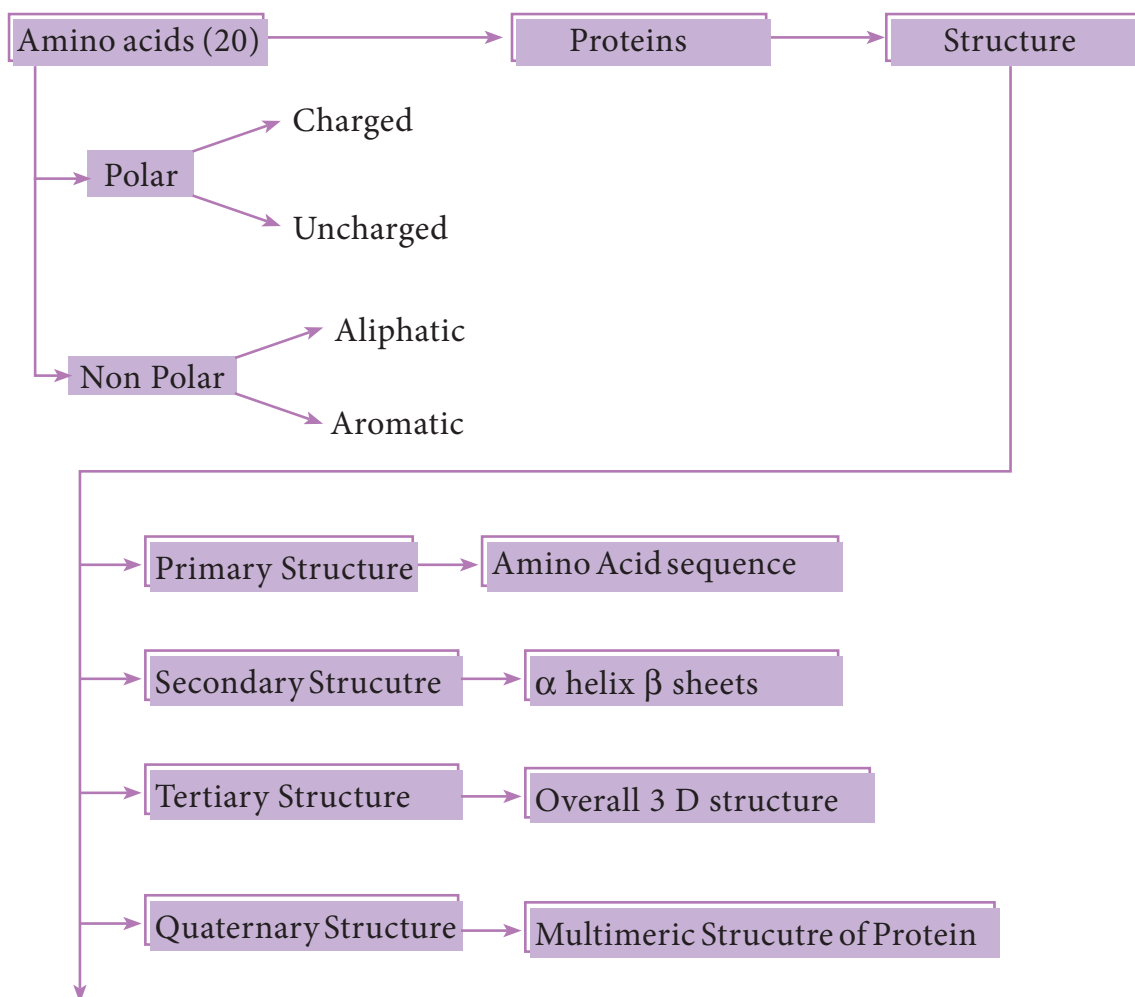 Amino acids (20)
Proteins
Structure
Charged
Polar
Uncharged
Aliphatic
Non Polar
Aromatic
Primary Structure
Amino Acid sequence
Secondary Strucutre
α helix β sheets
Tertiary Structure
Overall 3 D structure
Quaternary Structure
Multimeric Strucutre of Protein